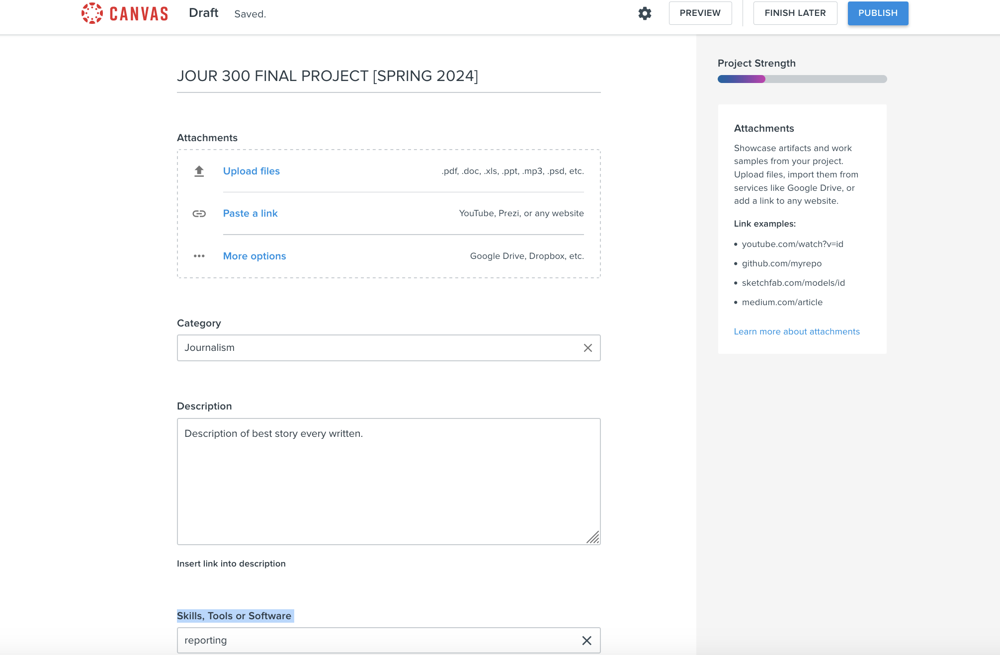 CANVAS Draft Saved. PREVIEW FINISH LATER PUBLISH
JOUR 300 FINAL PROJECT [SPRING 2024]
Attachments
Upload files .pdf, .doc, .xls, .ppt, .mp3, .psd, etc.
Paste a link YouTube, Prezi, or any website
More options Google Drive, Dropbox, etc.
Category
Journalism
Description
Description of best story every written.
Insert link into description
Skills, Tools or Software
reporting
Project Strength
Attachments
Showcase artifacts and work
samples from your project.
Upload files, import them from
services like Google Drive, or
add a link to any website.
Link examples:
• youtube.com/watch?v=id
• github.com/myrepo
• sketchfab.com/models/id
• medium.com/article
Learn more about attachments